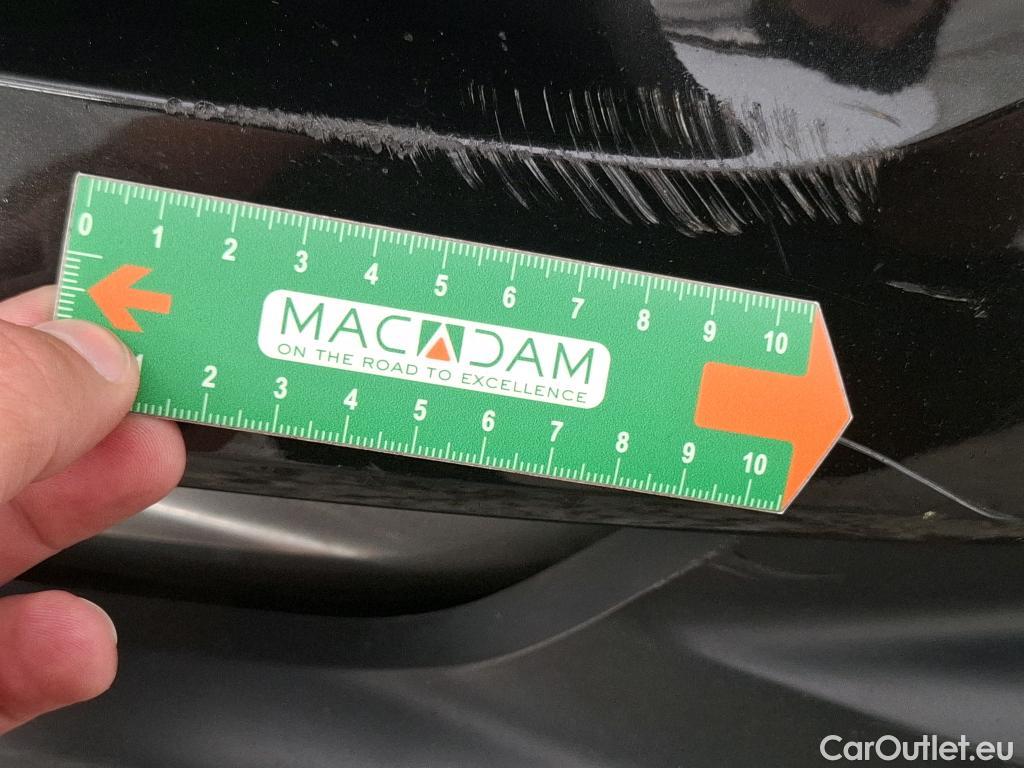 0 1 2 3 4 5 6 7 8 9 10
MACADAM
ON THE ROAD TO EXCELLENCE
1 2 3 4 5 6 7 8 9 10
CarOutlet.eu